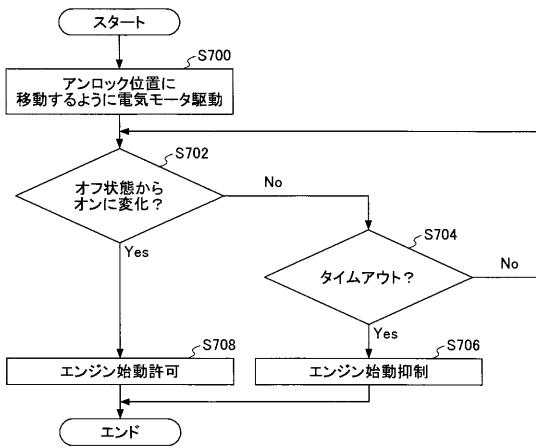 スタート
S700
アンロック位置に
移動するように電気モータ駆動
S702
オフ状態から
オンに変化？
No
Yes
S704
タイムアウト？
No
Yes
S708
エンジン始動許可
S706
エンジン始動抑制
エンド